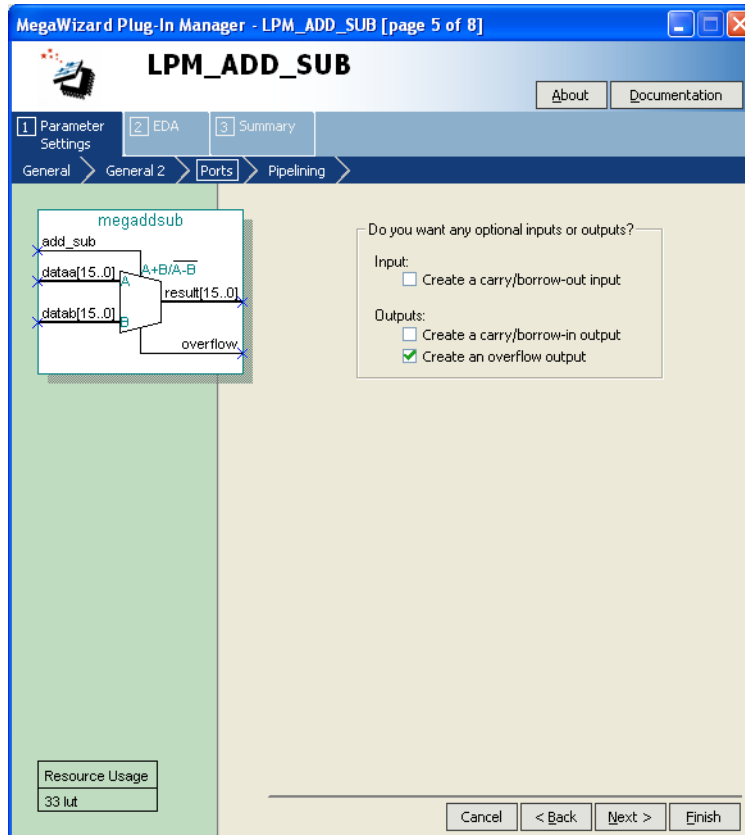 MegaWizard Plug-In Manager - LPM_ADD_SUB [page 5 of 8]
LPM_ADD_SUB
About
Documentation
1 Parameter Settings
2 EDA
3 Summary
General
General 2
Ports
Pipelining
megaddsub
add_sub
dataa[15..0]
A
A+B/A-B
result[15..0]
datab[15..0]
B
overflow
Do you want any optional inputs or outputs?
Input:
Create a carry/borrow-out input
Outputs:
Create a carry/borrow-in output
Create an overflow output
Resource Usage
33 lut
Cancel
< Back
Next >
Finish